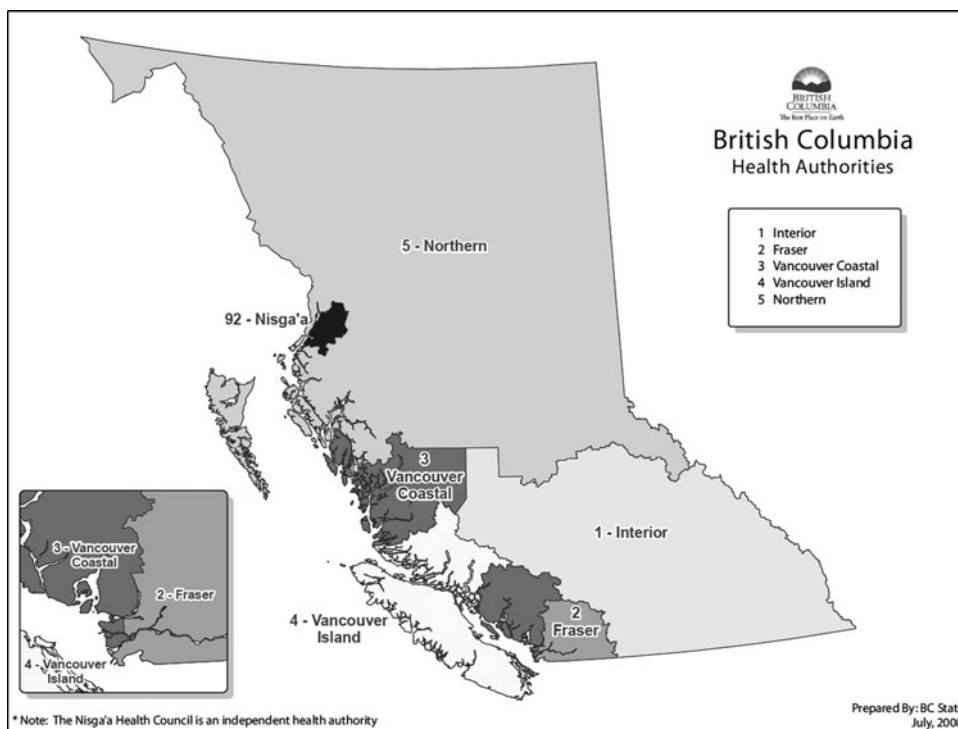 BRITISH
COLUMBIA
The Best Place on Earth
British Columbia
Health Authorities
1 Interior
2 Fraser
3 Vancouver Coastal
4 Vancouver Island
5 Northern
5 - Northern
92 - Nisga'a
3
Vancouver
Coastal
1 - Interior
4 - Vancouver
Island
2
Fraser
3 - Vancouver
Coastal
2 - Fraser
4 - Vancouver
Island
* Note: The Nisga'a Health Council is an independent health authority
Prepared By: BC Stat
July, 2008